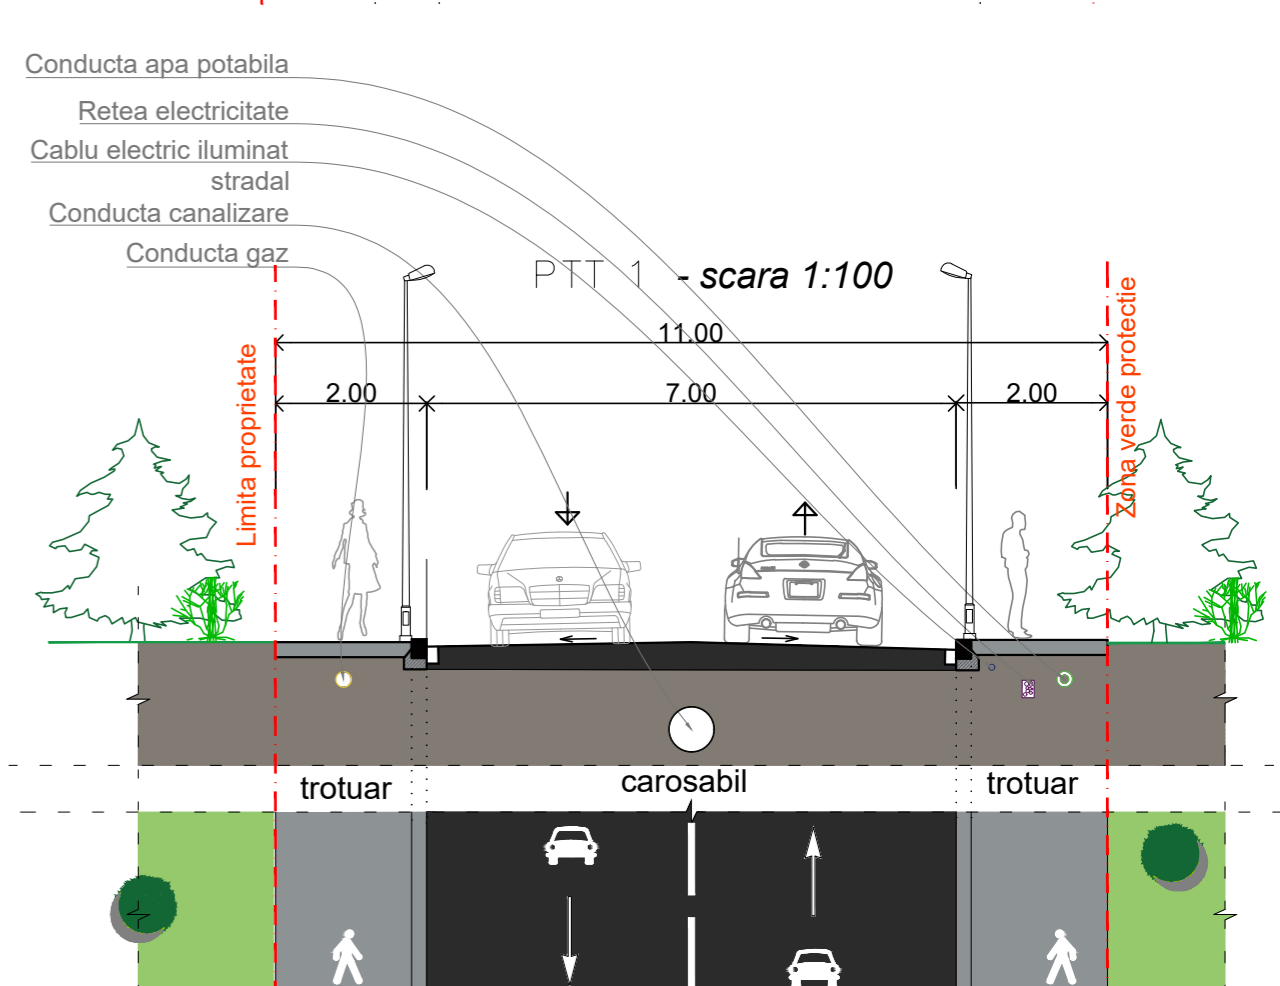 Conducta apa potabila
Retea electricitate
Cablu electric iluminat
stradal
Conducta canalizare
Conducta gaz
PTT 1 - scara 1:100
11.00
2.00 7.00 2.00
Limita proprietate
Zona verde protectie
trotuar carosabil trotuar